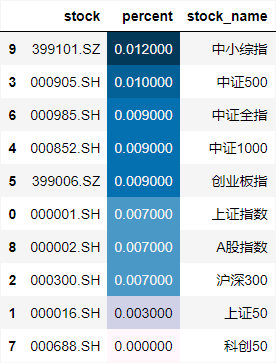 stock percent stock_name
9 399101.SZ 0.012000 中小综指
3 000905.SH 0.010000 中证500
6 000985.SH 0.009000 中证全指
4 000852.SH 0.009000 中证1000
5 399006.SZ 0.009000 创业板指
0 000001.SH 0.007000 上证指数
8 000002.SH 0.007000 A股指数
2 000300.SH 0.007000 沪深300
1 000016.SH 0.003000 上证50
7 000688.SH 0.000000 科创50